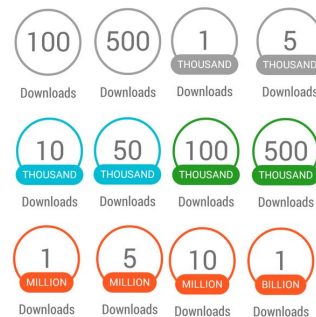 100 500 1 5
THOUSAND THOUSAND
Downloads Downloads Downloads Downloads
10 50 100 500
THOUSAND THOUSAND THOUSAND THOUSAND
Downloads Downloads Downloads Downloads
1 5 10 1
MILLION MILLION MILLION BILLION
Downloads Downloads Downloads Downloads